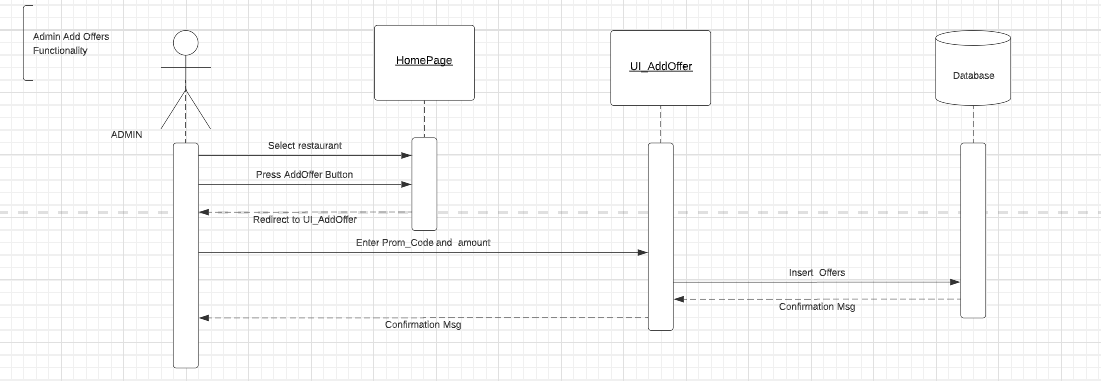 Admin Add Offers
Functionality
HomePage
UI_AddOffer
Database
ADMIN
Select restaurant
Press AddOffer Button
Redirect to UI_AddOffer
Enter Prom_Code and amount
Insert Offers
Confirmation Msg
Confirmation Msg